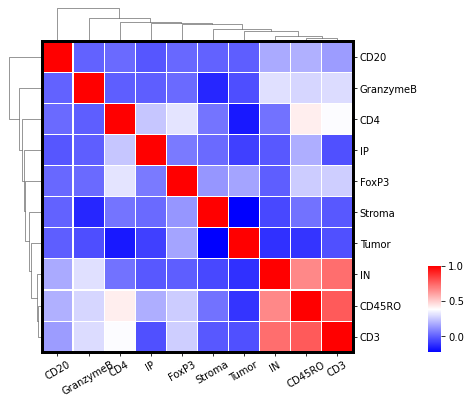 CD20
GranzymeB
CD4
IP
FoxP3
Stroma
Tumor
IN
CD45RO
CD3
1.0
0.5
0.0
CD20
GranzymeB
CD4
IP
FoxP3
Stroma
Tumor
IN
CD45RO
CD3